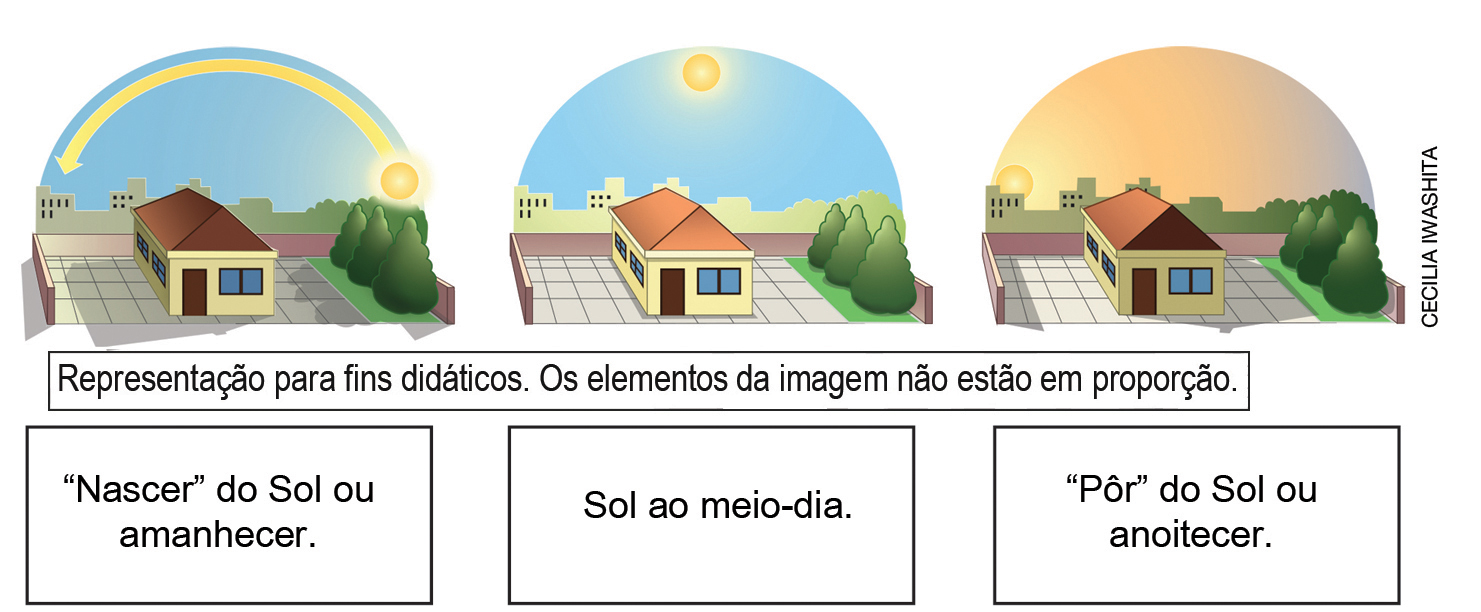 CECILIA IWASHITA
Representação para fins didáticos. Os elementos da imagem não estão em proporção.
“Nascer” do Sol ou
amanhecer.
Sol ao meio-dia.
“Pôr” do Sol ou
anoitecer.